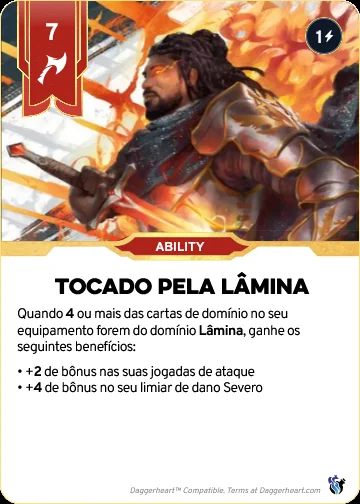 7
1
ABILITY
TOCADO PELA LÂMINA
Quando 4 ou mais das cartas de domínio no seu
equipamento forem do domínio Lâmina, ganhe os
seguintes benefícios:
• +2 de bônus nas suas jogadas de ataque
• +4 de bônus no seu limiar de dano Severo
Daggerheart™ Compatible. Terms at Daggerheart.com